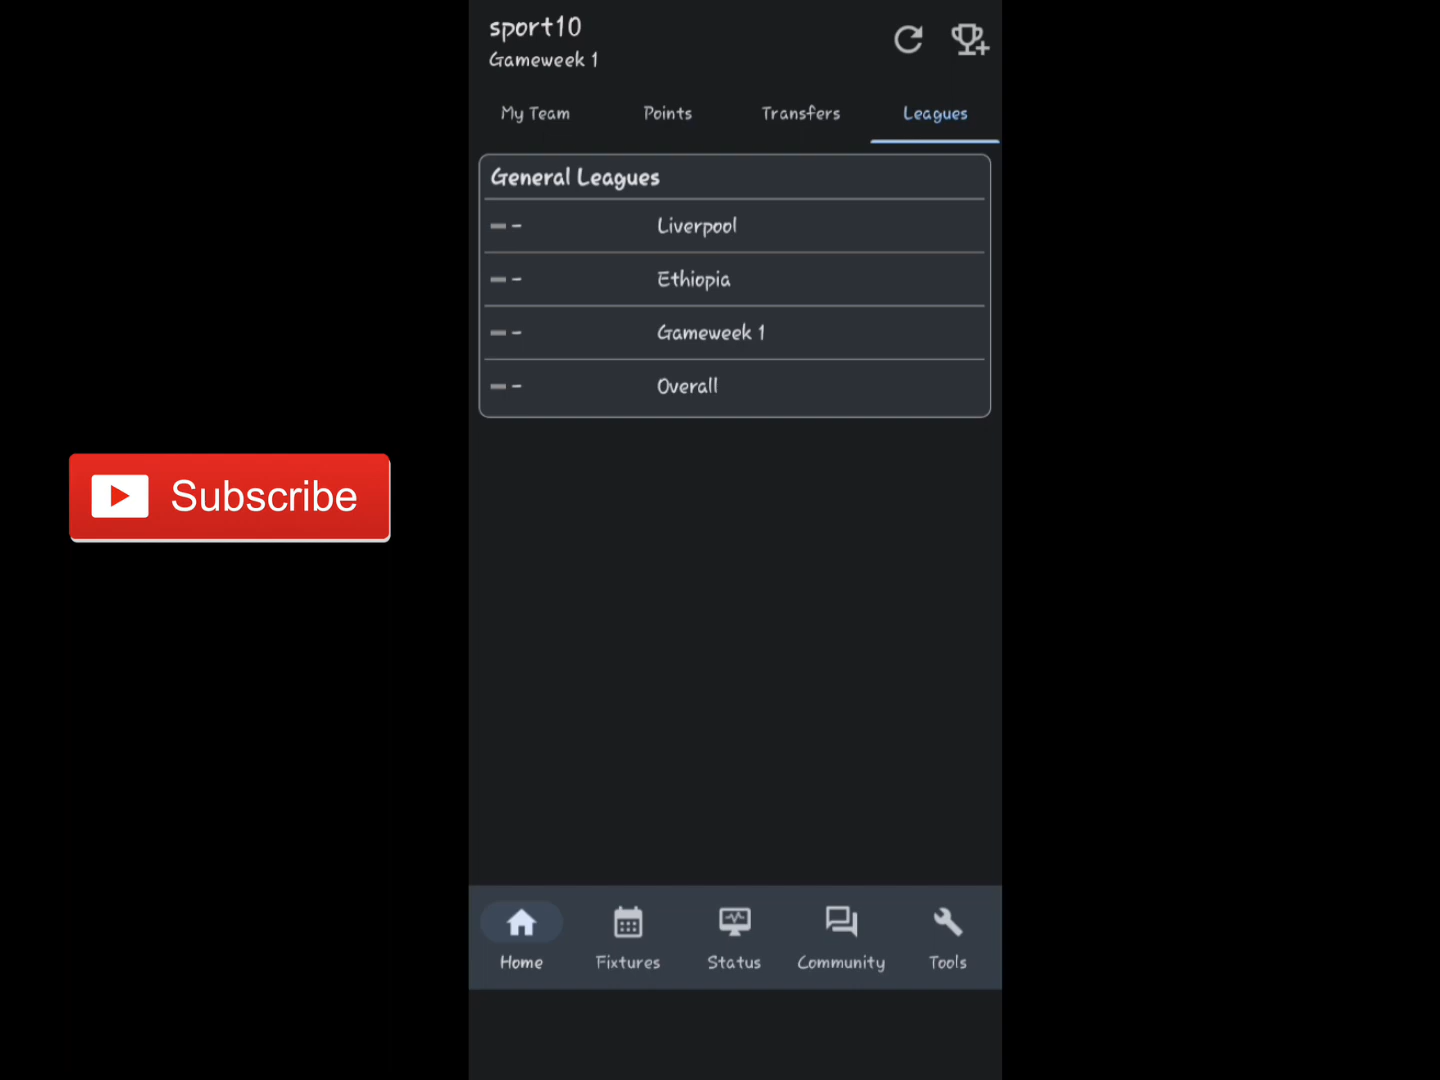 sport10
Gameweek 1
My Team Points Transfers Leagues
General Leagues
- Liverpool
- Ethiopia
- Gameweek 1
- Overall
Subscribe
Home Fixtures Status Community Tools